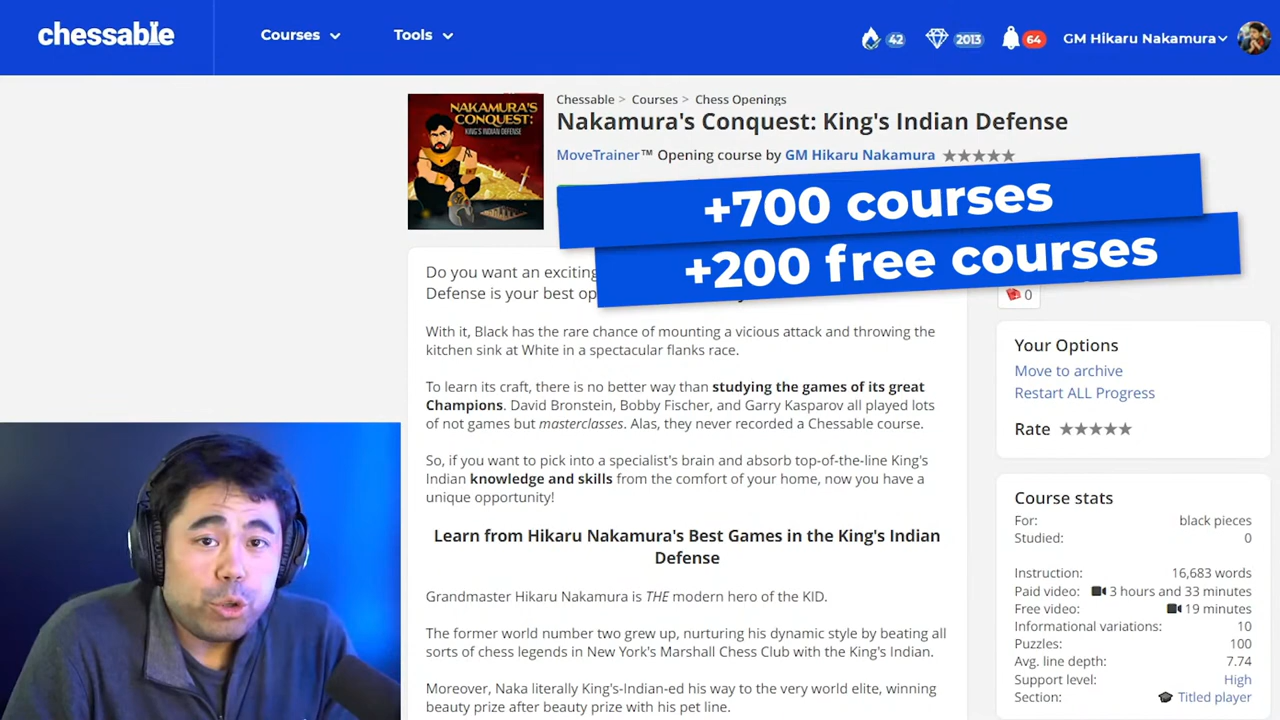 chessable
Courses
Tools
42
2013
64
GM Hikaru Nakamura
NAKAMURA'S
CONQUEST:
KING'S INDIAN DEFENSE
Chessable > Courses > Chess Openings
Nakamura's Conquest: King's Indian Defense
MoveTrainer™ Opening course by GM Hikaru Nakamura
+700 courses
+200 free courses
0
Do you want an exciting
Defense is your best
With it, Black has the rare chance of mounting a vicious attack and throwing the
kitchen sink at White in a spectacular flanks race.
To learn its craft, there is no better way than studying the games of its great
Champions. David Bronstein, Bobby Fischer, and Garry Kasparov all played lots
of not games but masterclasses. Alas, they never recorded a Chessable course.
So, if you want to pick into a specialist's brain and absorb top-of-the-line King's
Indian knowledge and skills from the comfort of your home, now you have a
unique opportunity!
Learn from Hikaru Nakamura's Best Games in the King's Indian
Defense
Grandmaster Hikaru Nakamura is THE modern hero of the KID.
The former world number two grew up, nurturing his dynamic style by beating all
sorts of chess legends in New York's Marshall Chess Club with the King's Indian.
Moreover, Naka literally King's-Indian-ed his way to the very world elite, winning
beauty prize after beauty prize with his pet line.
Your Options
Move to archive
Restart ALL Progress
Rate
Course stats
For: black pieces
Studied: 0
Instruction: 16,683 words
Paid video: 3 hours and 33 minutes
Free video: 19 minutes
Informational variations: 10
Puzzles: 100
Avg. line depth: 7.74
Support level: High
Section: Titled player